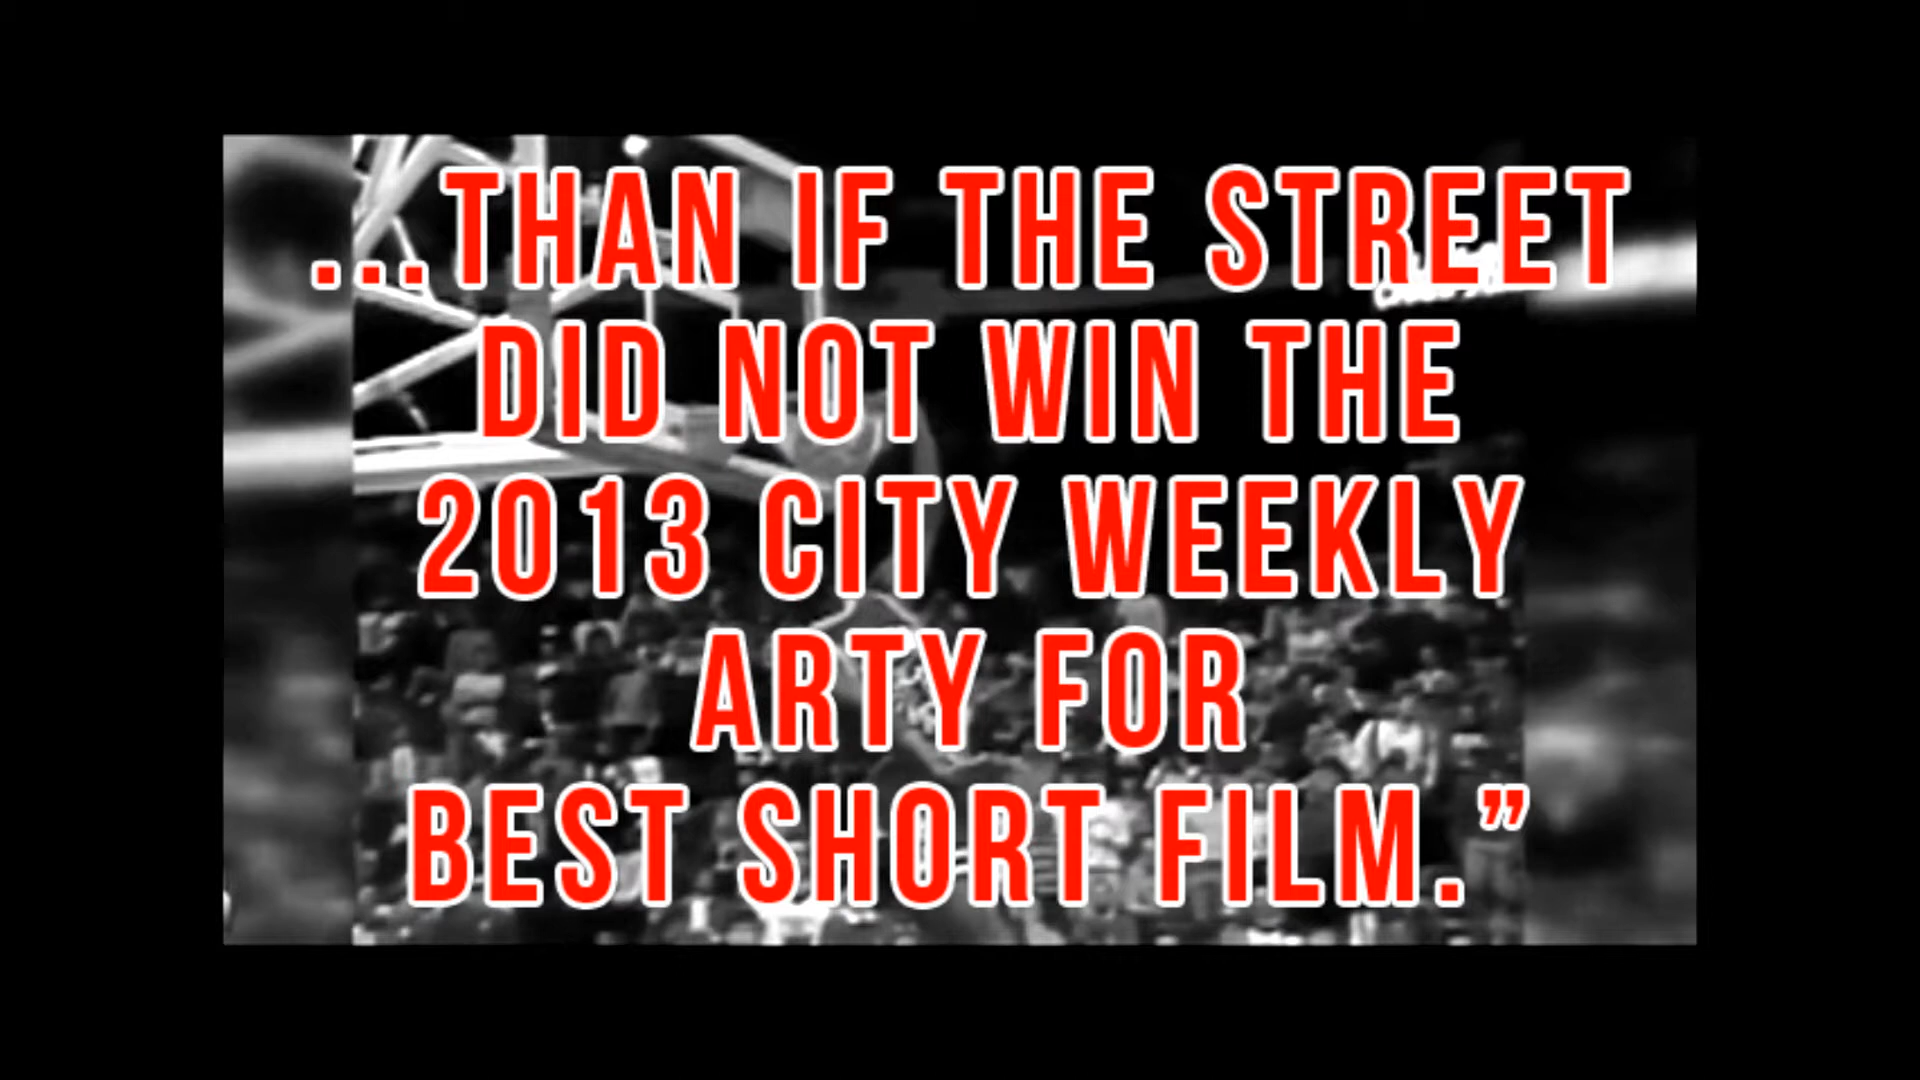 ...THAN IF THE STREET
DID NOT WIN THE
2013 CITY WEEKLY
ARTY FOR
BEST SHORT FILM.”